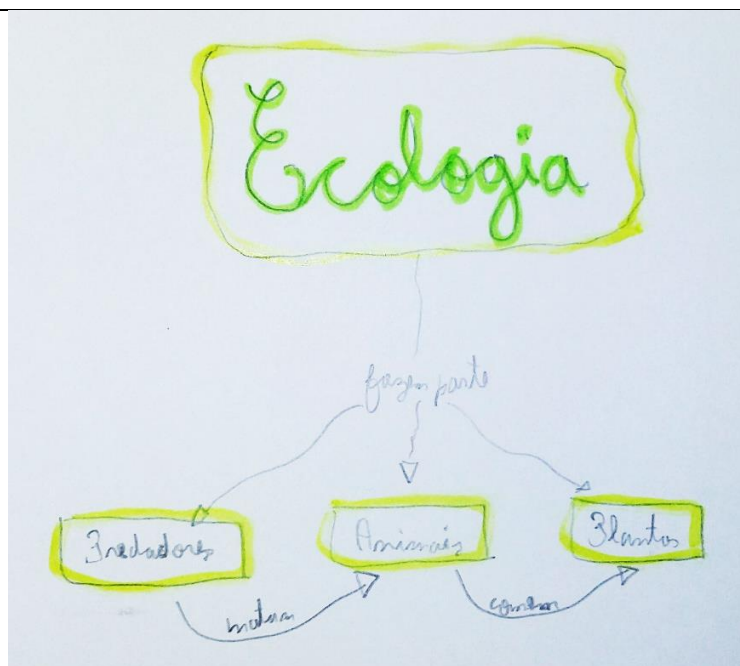 Ecologia
fazem parte
Predadores
Animais
Plantas
matam
comem